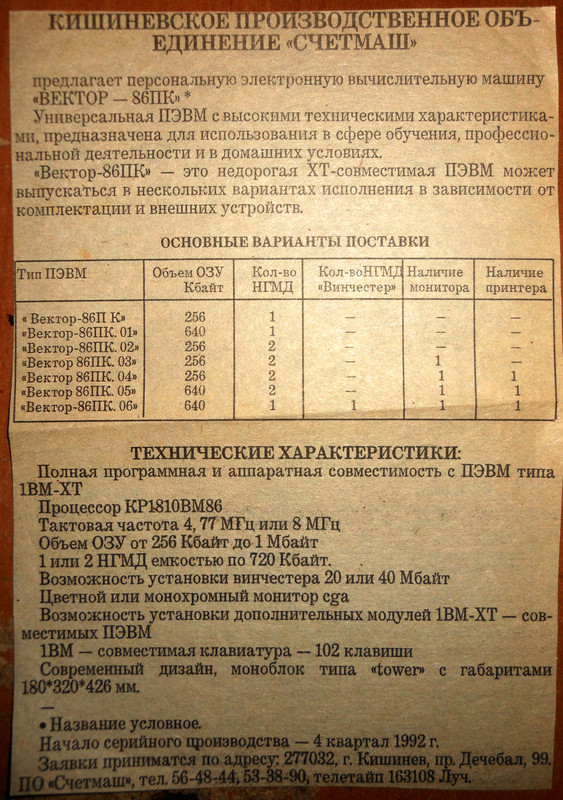 КИШИНЕВСКОЕ ПРОИЗВОДСТВЕННОЕ ОБЪ-
ЕДИНЕНИЕ «СЧЕТМАШ»
предлагает персональную электронную вычислительную машину
«ВЕКТОР — 86ПК» *
Универсальная ПЭВМ с высокими техническими характеристика-
ми, предназначена для использования в сфере обучения, профессио-
нальной деятельности и в домашних условиях.
«Вектор-86ПК» — это недорогая ХТ-совместимая ПЭВМ может
выпускаться в нескольких вариантах исполнения в зависимости от
комплектации и внешних устройств.
ОСНОВНЫЕ ВАРИАНТЫ ПОСТАВКИ
Тип ПЭВМ Объем ОЗУ Кол-во Кол-воНГМД Наличие Наличие
Кбайт НГМД «Винчестер» монитора принтера
« Вектор-86П К» 256 1 — — —
«Вектор-86ПК. 01» 640 1 — — —
«Вектор-86ПК. 02» 256 2 — — —
«Вектор 86ПК. 03» 256 2 — 1 —
«Вектор 86ПК. 04» 256 2 — 1 1
«Вектор-86ПК. 05» 640 2 — 1 1
«Вектор-86ПК. 06» 640 1 1 1 1
ТЕХНИЧЕСКИЕ ХАРАКТЕРИСТИКИ:
Полная программная и аппаратная совместимость с ПЭВМ типа
1ВМ-ХТ
Процессор КР1810ВМ86
Тактовая частота 4, 77 МГц или 8 МГц
Объем ОЗУ от 256 Кбайт до 1 Мбайт
1 или 2 НГМД емкостью по 720 Кбайт.
Возможность установки винчестера 20 или 40 Мбайт
Цветной или монохромный монитор cga
Возможность установки дополнительных модулей 1ВМ-ХТ — сов-
местимых ПЭВМ
1ВМ — совместимая клавиатура — 102 клавиши
Современный дизайн, моноблок типа «tower» с габаритами
180*320*426 мм.
—
• Название условное.
Начало серийного производства — 4 квартал 1992 г.
Заявки приниматся по адресу: 277032, г. Кишинев, пр. Дечебал, 99.
ПО «Счетмаш», тел. 56-48-44, 53-38-90, телетайп 163108 Луч.